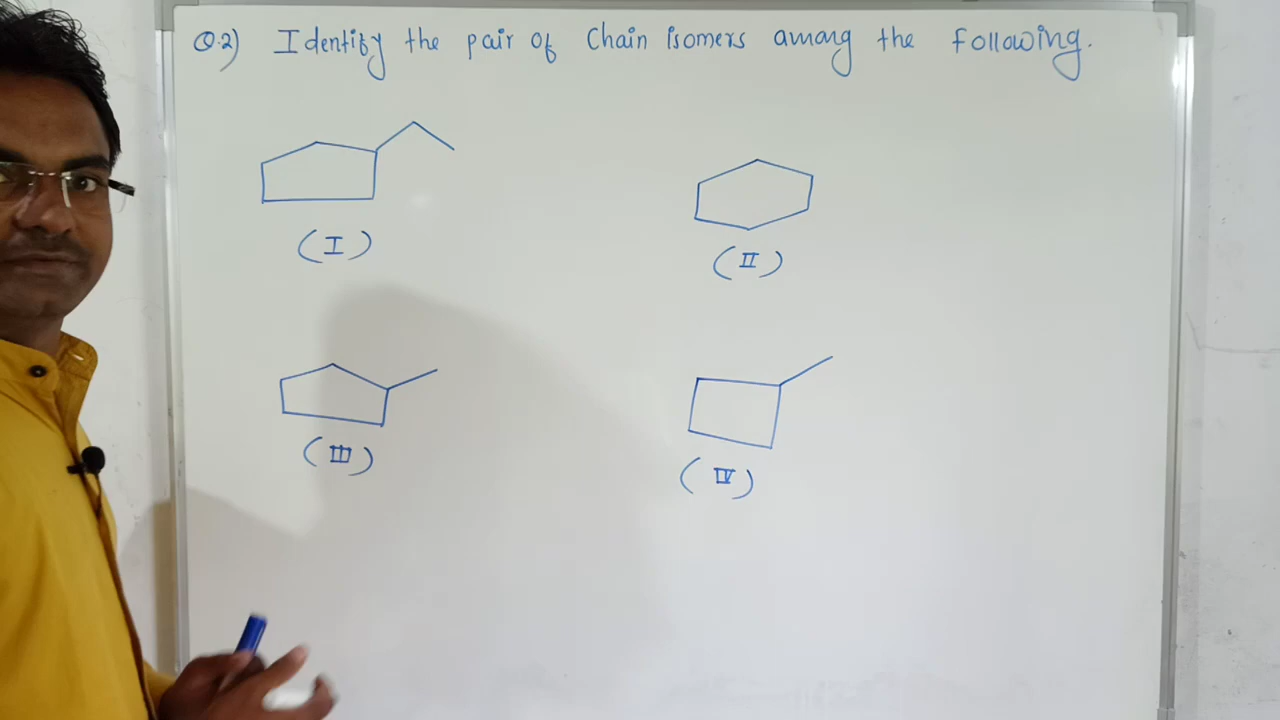 Q.2) Identify the pair of Chain isomers among the following.
(I)
(II)
(III)
(IV)